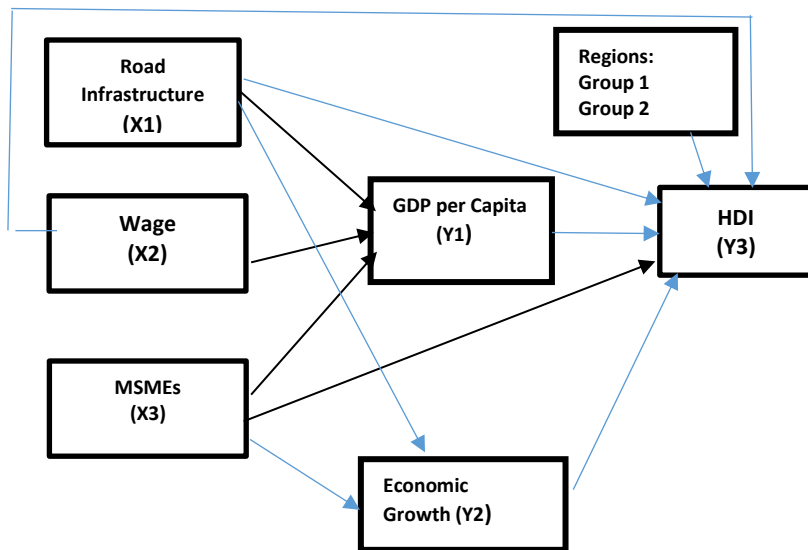 Road
Infrastructure
(X1)
Regions:
Group 1
Group 2
Wage
(X2)
GDP per Capita
(Y1)
HDI
(Y3)
MSMEs
(X3)
Economic
Growth (Y2)